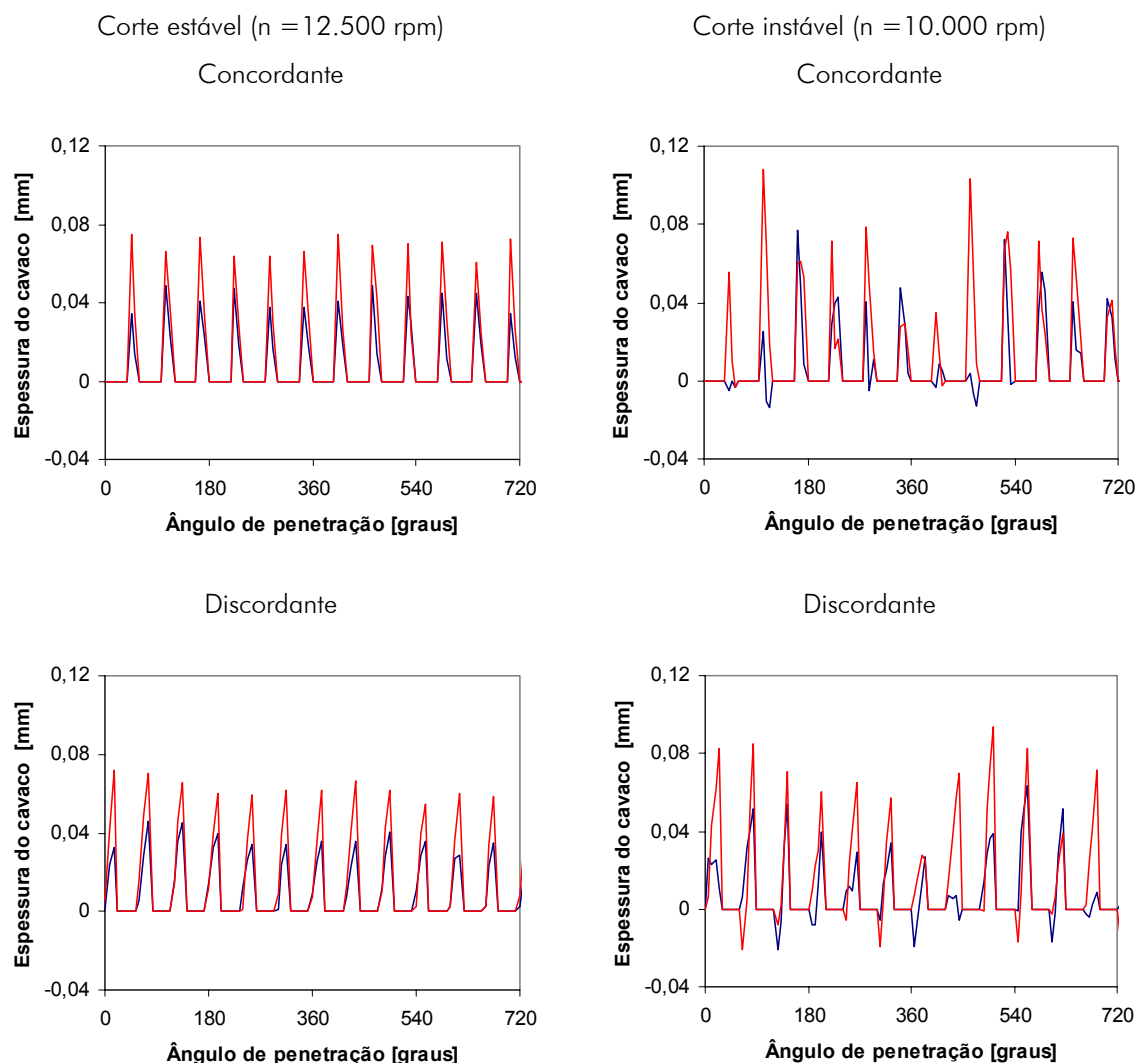 Corte estável (n =12.500 rpm)
Concordante
0,12
0,08
0,04
0
-0,04
Espessura do cavaco [mm]
0 180 360 540 720
Ângulo de penetração [graus]
Corte instável (n =10.000 rpm)
Concordante
0,12
0,08
0,04
0
-0,04
Espessura do cavaco [mm]
0 180 360 540 720
Ângulo de penetração [graus]
Discordante
0,12
0,08
0,04
0
-0,04
Espessura do cavaco [mm]
0 180 360 540 720
Ângulo de penetração [graus]
Discordante
0,12
0,08
0,04
0
-0,04
Espessura do cavaco [mm]
0 180 360 540 720
Ângulo de penetração [graus]